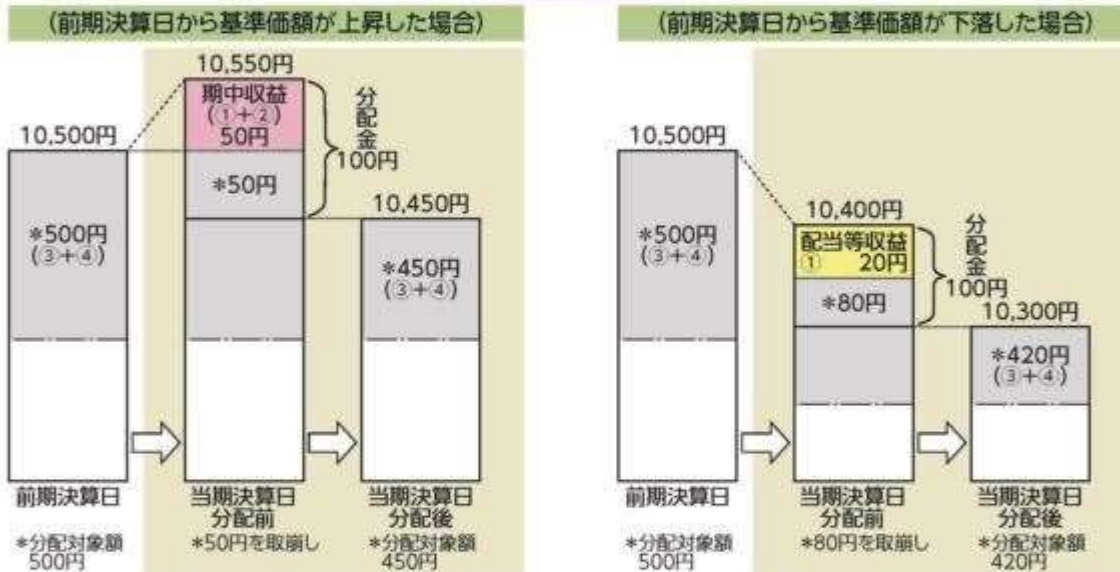 (前期決算日から基準価額が上昇した場合)
10,500円
*500円
(③+④)
前期決算日
*分配対象額
500円
10,550円
期中収益
(①+②)
50円
*50円
分配金
100円
当期決算日
分配前
*50円を取崩し
10,450円
*450円
(③+④)
当期決算日
分配後
*分配対象額
450円
(前期決算日から基準価額が下落した場合)
10,500円
*500円
(③+④)
前期決算日
*分配対象額
500円
10,400円
配当等収益
① 20円
*80円
分配金
100円
当期決算日
分配前
*80円を取崩し
10,300円
*420円
(③+④)
当期決算日
分配後
*分配対象額
420円